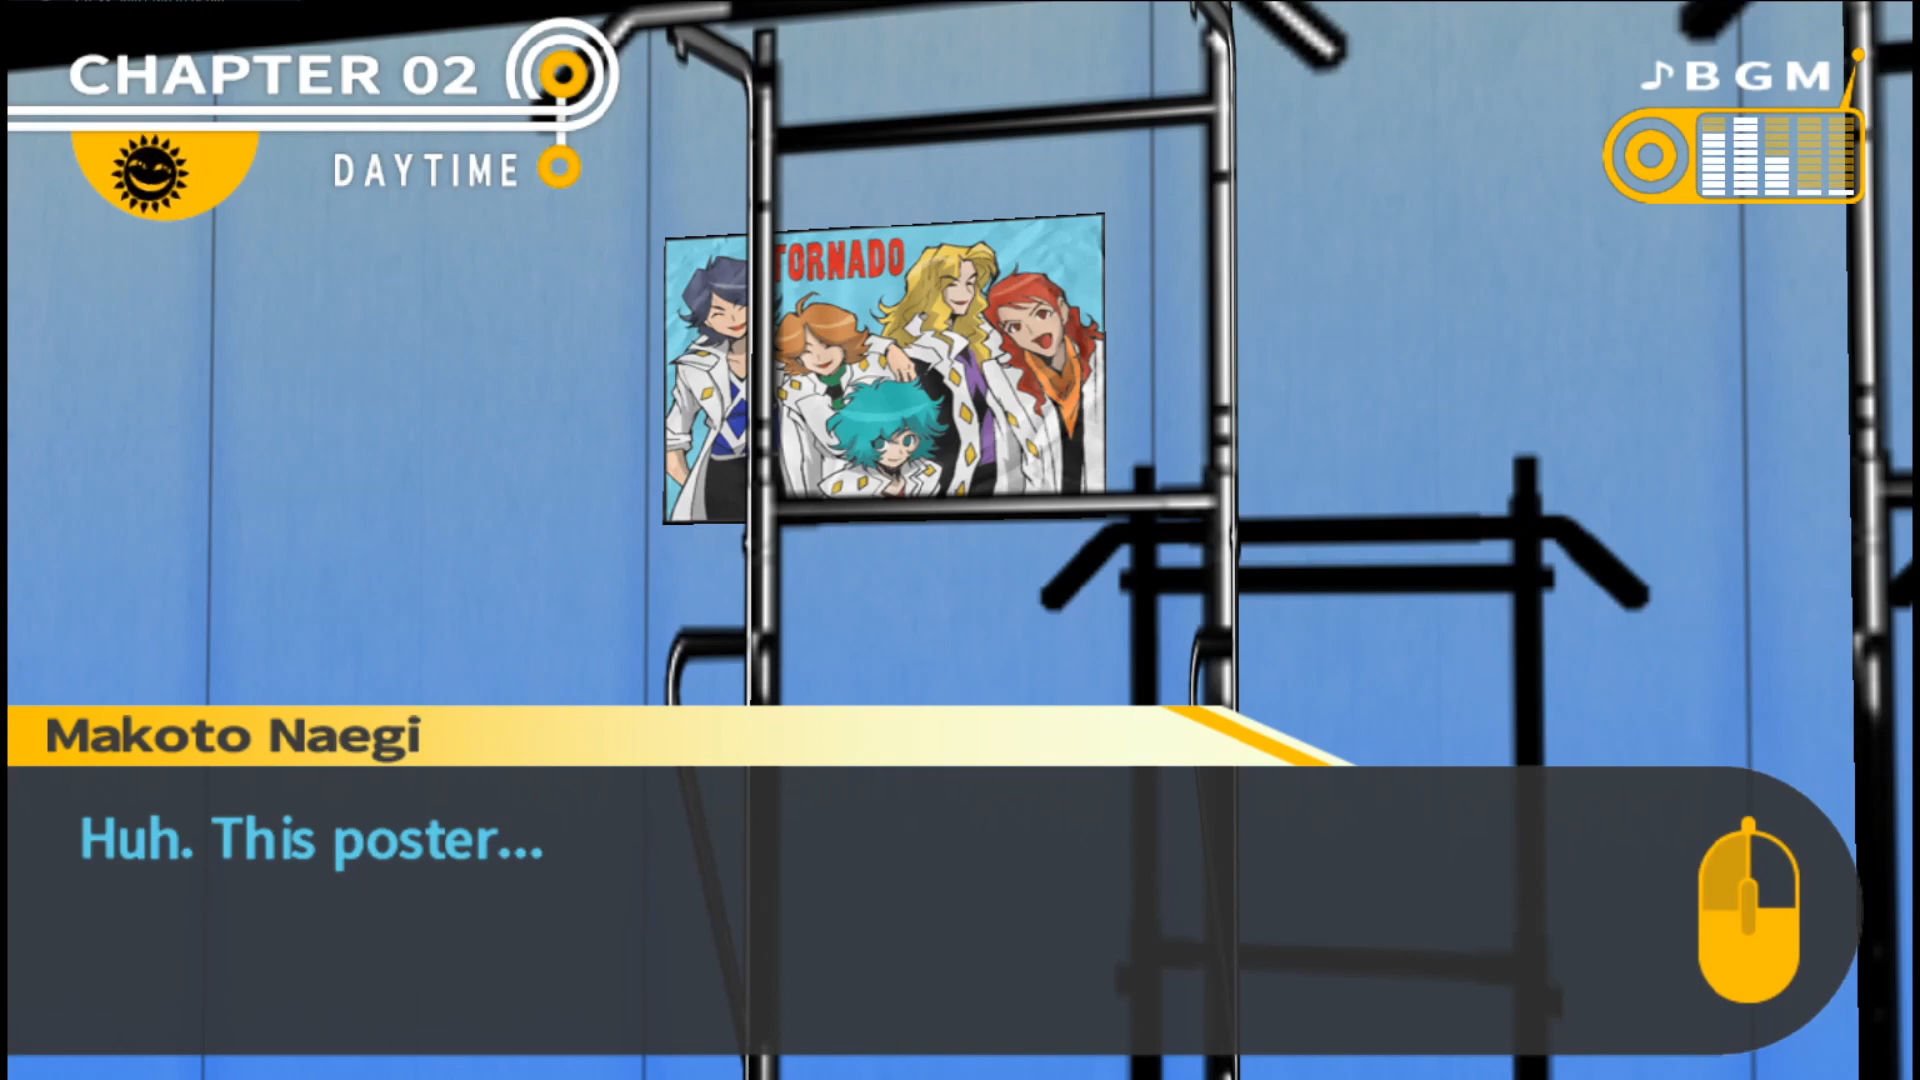 CHAPTER 02
♪BGM
DAYTIME
TORNADO
Makoto Naegi
Huh. This poster...